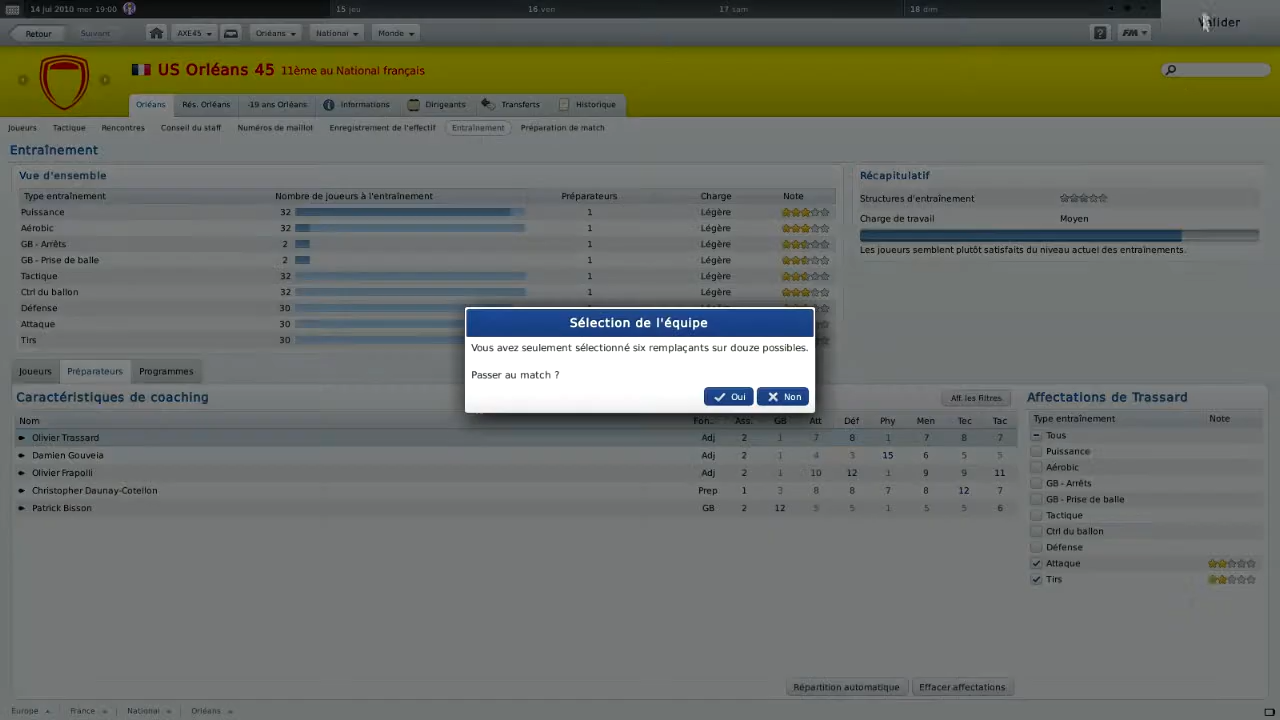 14 Jul 2010 mer 19:00 15 jeu 16 ven 17 sam 18 dim
Retour Suivant AXE45 Orléans National Monde ? FM Valider
US Orléans 45 11ème au National français
Orléans Rés. Orléans -19 ans Orléans Informations Dirigeants Transferts Historique
Joueurs Tactique Rencontres Conseil du staff Numéros de maillot Enregistrement de l'effectif Entraînement Préparation de match
Entraînement
Vue d'ensemble
Type entraînement Nombre de joueurs à l'entraînement Préparateurs Charge Note
Puissance 32 1 Légère
Aérobic 32 1 Légère
GB - Arrêts 2 1 Légère
GB - Prise de balle 2 1 Légère
Tactique 32 1 Légère
Ctrl du ballon 32 1 Légère
Défense 30
Attaque 30
Tirs 30
Récapitulatif
Structures d'entraînement
Charge de travail Moyen
Les joueurs semblent plutôt satisfaits du niveau actuel des entraînements.
Sélection de l'équipe
Vous avez seulement sélectionné six remplaçants sur douze possibles.
Passer au match ?
Oui Non
Joueurs Préparateurs Programmes
Caractéristiques de coaching Aff. les filtres
Nom Fon.. Ass. GB Att Déf Phy Men Tec Tac
Olivier Trassard Adj 2 1 7 8 1 7 8 7
Damien Gouveia Adj 2 1 4 3 15 6 5 5
Olivier Frapolli Adj 2 1 10 12 1 9 9 11
Christopher Daunay-Cotellon Prep 1 3 8 8 7 8 12 7
Patrick Bisson GB 2 12 5 5 1 5 5 6
Affectations de Trassard
Type entraînement Note
Tous
Puissance
Aérobic
GB - Arrêts
GB - Prise de balle
Tactique
Ctrl du ballon
Défense
Attaque
Tirs
Répartition automatique Effacer affectations
Europe France National Orléans